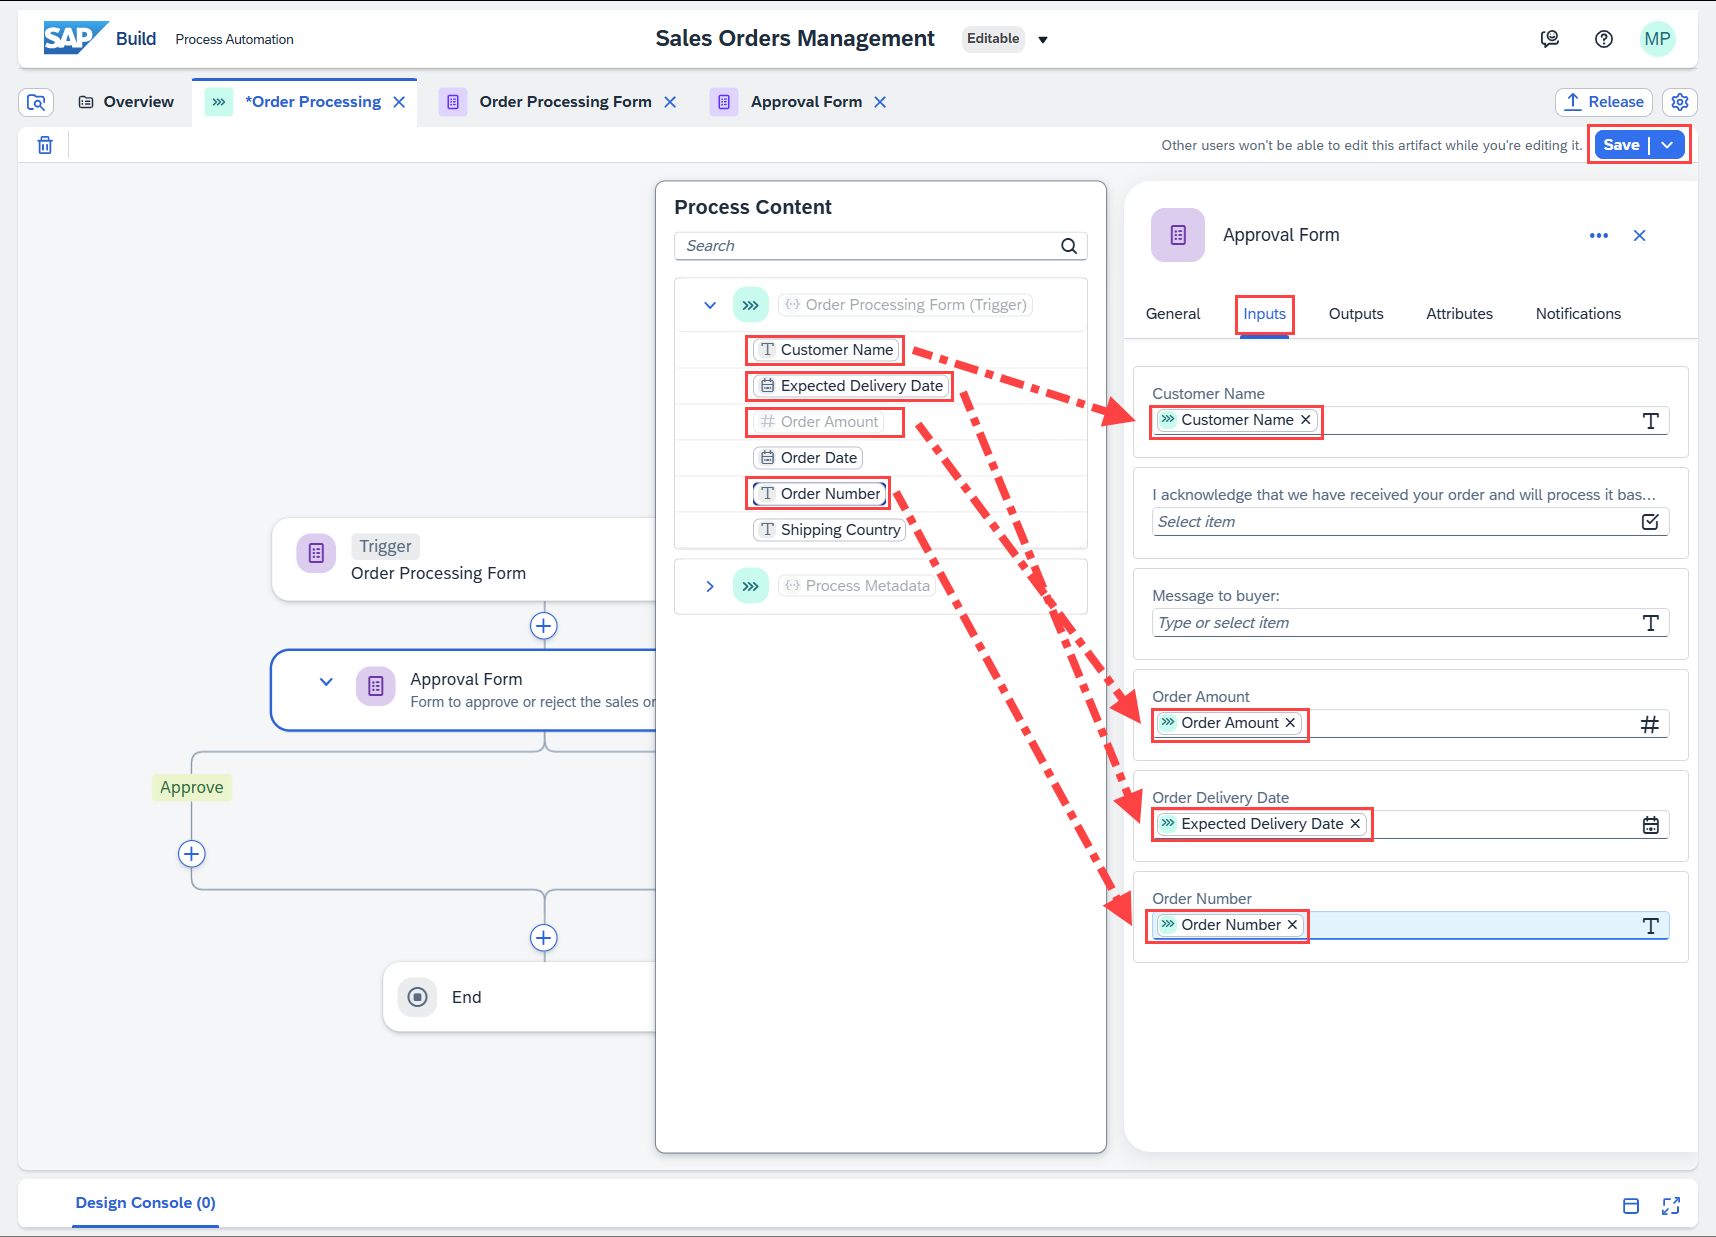 SAP Build Process Automation
Sales Orders Management Editable
MP
Overview
*Order Processing
Order Processing Form
Approval Form
Release
Other users won't be able to edit this artifact while you're editing it.
Save
Trigger
Order Processing Form
Approval Form
Form to approve or reject the sales or
Approve
End
Process Content
Search
Order Processing Form (Trigger)
Customer Name
Expected Delivery Date
Order Amount
Order Date
Order Number
Shipping Country
Process Metadata
Approval Form
General Inputs Outputs Attributes Notifications
Customer Name
Customer Name
I acknowledge that we have received your order and will process it bas...
Select item
Message to buyer:
Type or select item
Order Amount
Order Amount
Order Delivery Date
Expected Delivery Date
Order Number
Order Number
Design Console (0)